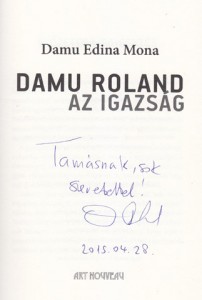 Damu Edina Mona
DAMU ROLAND
AZ IGAZSÁG
Tamásnak, sok
szeretettel!
2015.04.28.
ART NOUVEAU